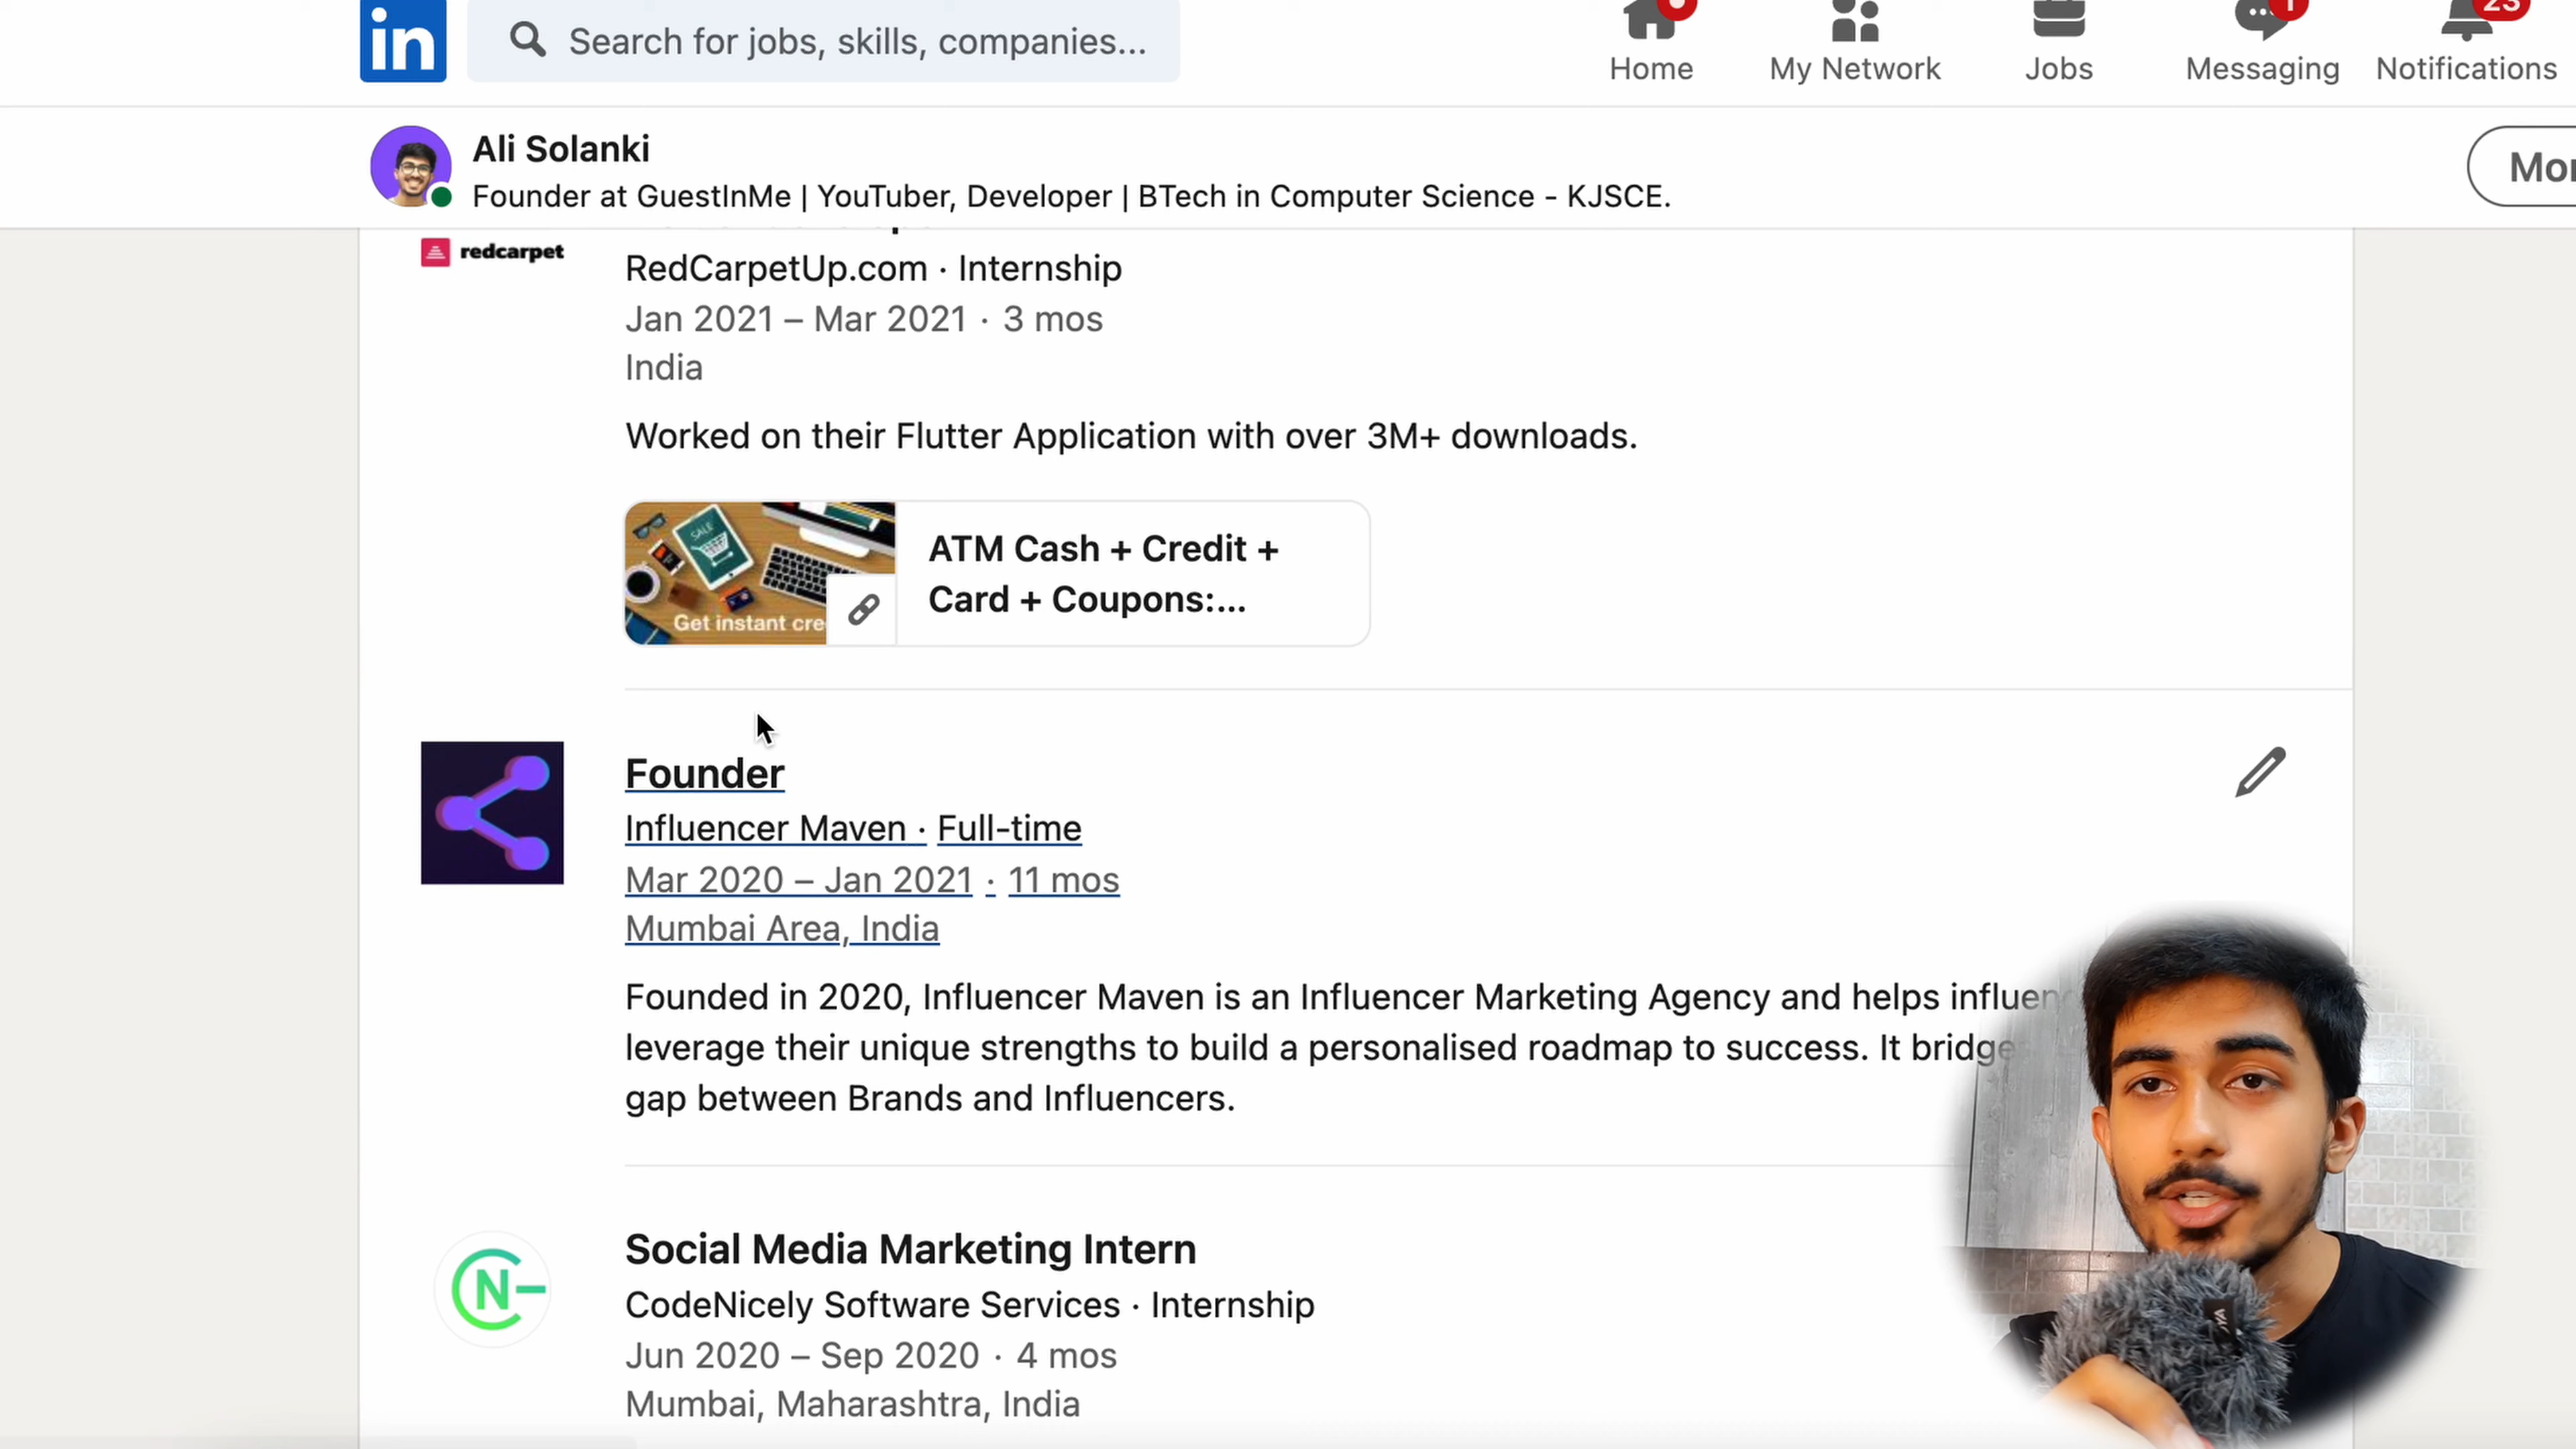 in
Search for jobs, skills, companies...
Home
My Network
Jobs
1
Messaging
23
Notifications
Ali Solanki
Founder at GuestInMe | YouTuber, Developer | BTech in Computer Science - KJSCE.
redcarpet
RedCarpetUp.com · Internship
Jan 2021 – Mar 2021 · 3 mos
India
Worked on their Flutter Application with over 3M+ downloads.
SALE
Get instant cre
ATM Cash + Credit +
Card + Coupons:...
Founder
Influencer Maven · Full-time
Mar 2020 – Jan 2021 · 11 mos
Mumbai Area, India
Founded in 2020, Influencer Maven is an Influencer Marketing Agency and helps influen
leverage their unique strengths to build a personalised roadmap to success. It bridge
gap between Brands and Influencers.
N
Social Media Marketing Intern
CodeNicely Software Services · Internship
Jun 2020 – Sep 2020 · 4 mos
Mumbai, Maharashtra, India